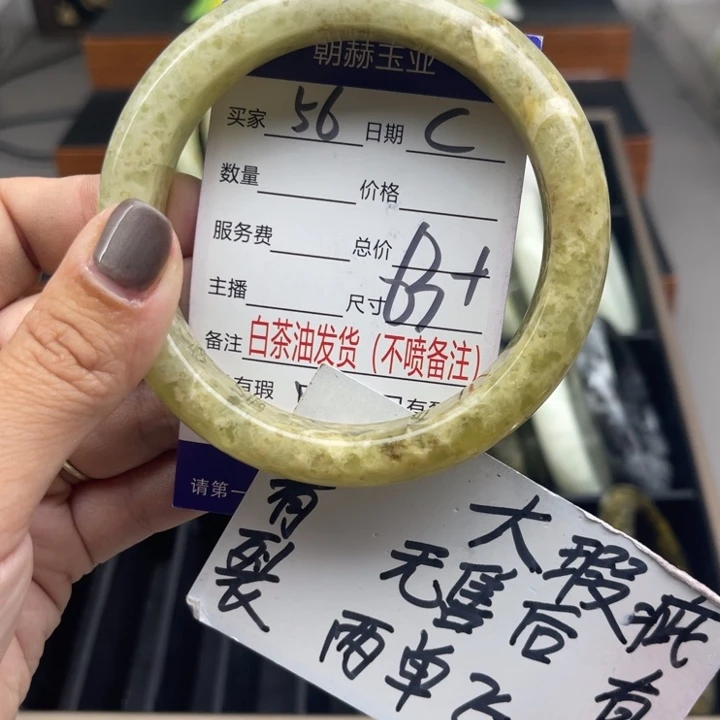 朝赫玉业
买家 56 日期 C
数量 价格
服务费 总价
主播 尺寸 B+
备注 白茶油发货（不喷备注）
有瑕
请第一
有裂
大瑕疵
无售后有
两单